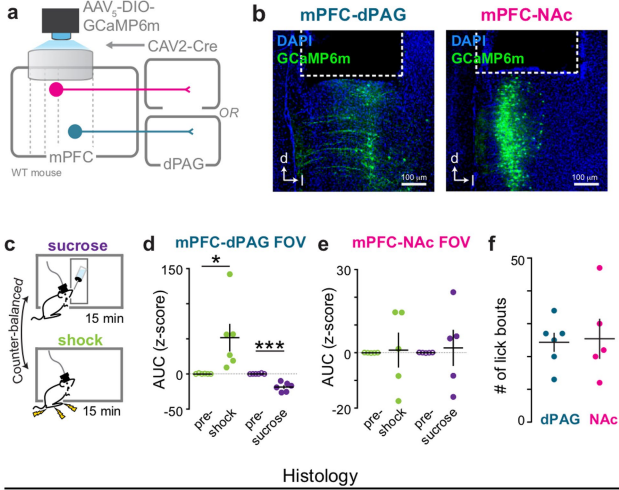 a
AAV5-DIO-
GCaMP6m
CAV2-Cre
OR
mPFC
dPAG
WT mouse
b
mPFC-dPAG
mPFC-NAc
DAPI
GCaMP6m
d
l
100 µm
DAPI
GCaMP6m
d
l
100 µm
c
sucrose
15 min
Counter-balanced
shock
15 min
d
mPFC-dPAG FOV
AUC (z-score)
150
0
-50
*
***
pre-
shock
pre-
sucrose
e
mPFC-NAc FOV
AUC (z-score)
30
0
-20
pre-
shock
pre-
sucrose
f
# of lick bouts
50
0
dPAG
NAc
Histology